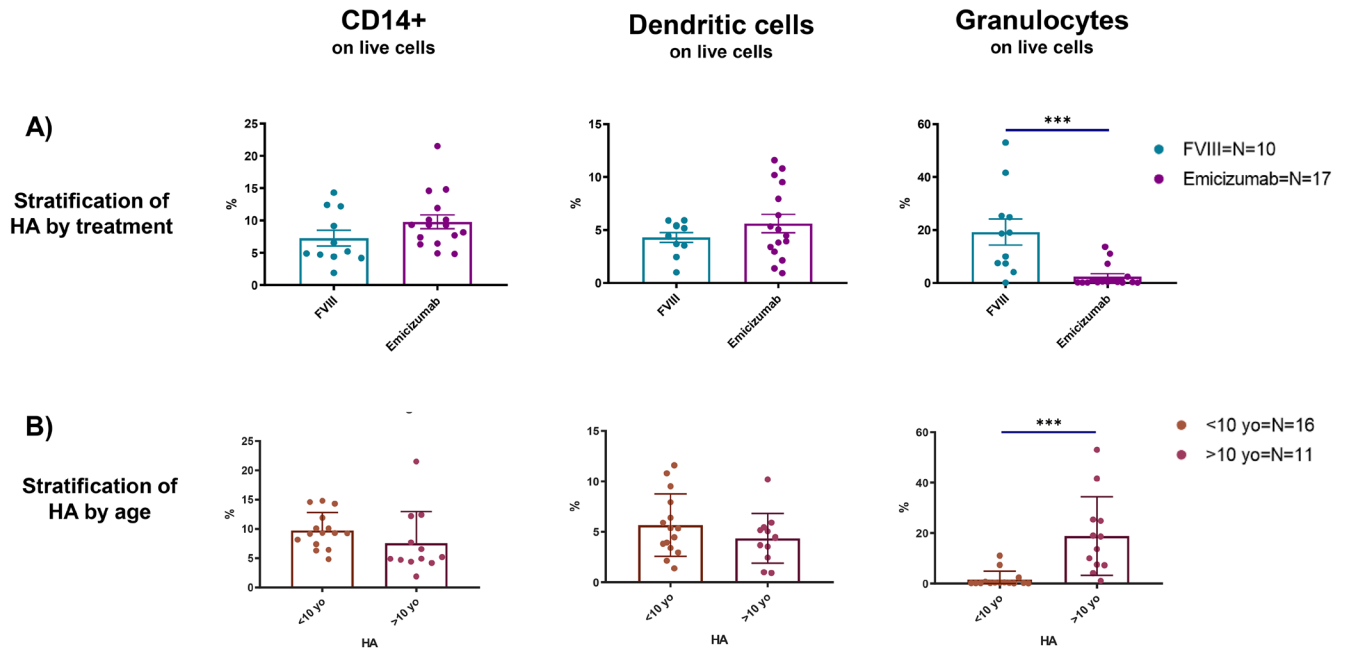 CD14+
on live cells
Dendritic cells
on live cells
Granulocytes
on live cells
A)
Stratification of
HA by treatment
25
20
15
10
5
0
%
FVIII
Emicizumab
15
10
5
0
%
FVIII
Emicizumab
60
40
20
0
%
***
FVIII
Emicizumab
FVIII=N=10
Emicizumab=N=17
B)
Stratification of
HA by age
25
20
15
10
5
0
%
<10 yo
>10 yo
HA
15
10
5
0
%
<10 yo
>10 yo
HA
60
40
20
0
%
***
<10 yo
>10 yo
HA
<10 yo=N=16
>10 yo=N=11